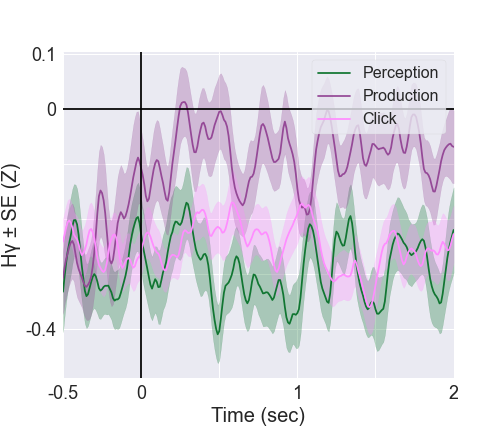 0.1
Perception
Production
Click
0
-0.4
Hγ ± SE (Z)
-0.5
0
1
2
Time (sec)